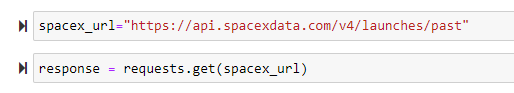 spacex_url="https://api.spacexdata.com/v4/launches/past"
response = requests.get(spacex_url)